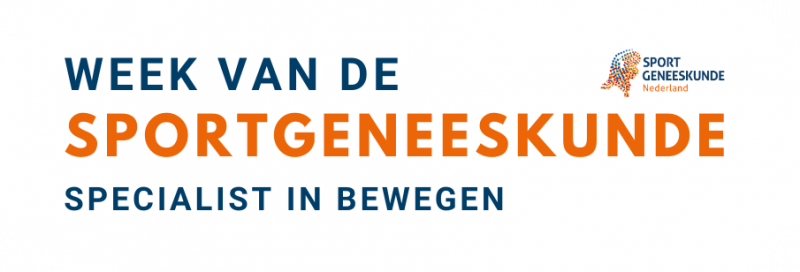 WEEK VAN DE
SPORT
GENEESKUNDE
Nederland
SPORTGENEESKUNDE
SPECIALIST IN BEWEGEN